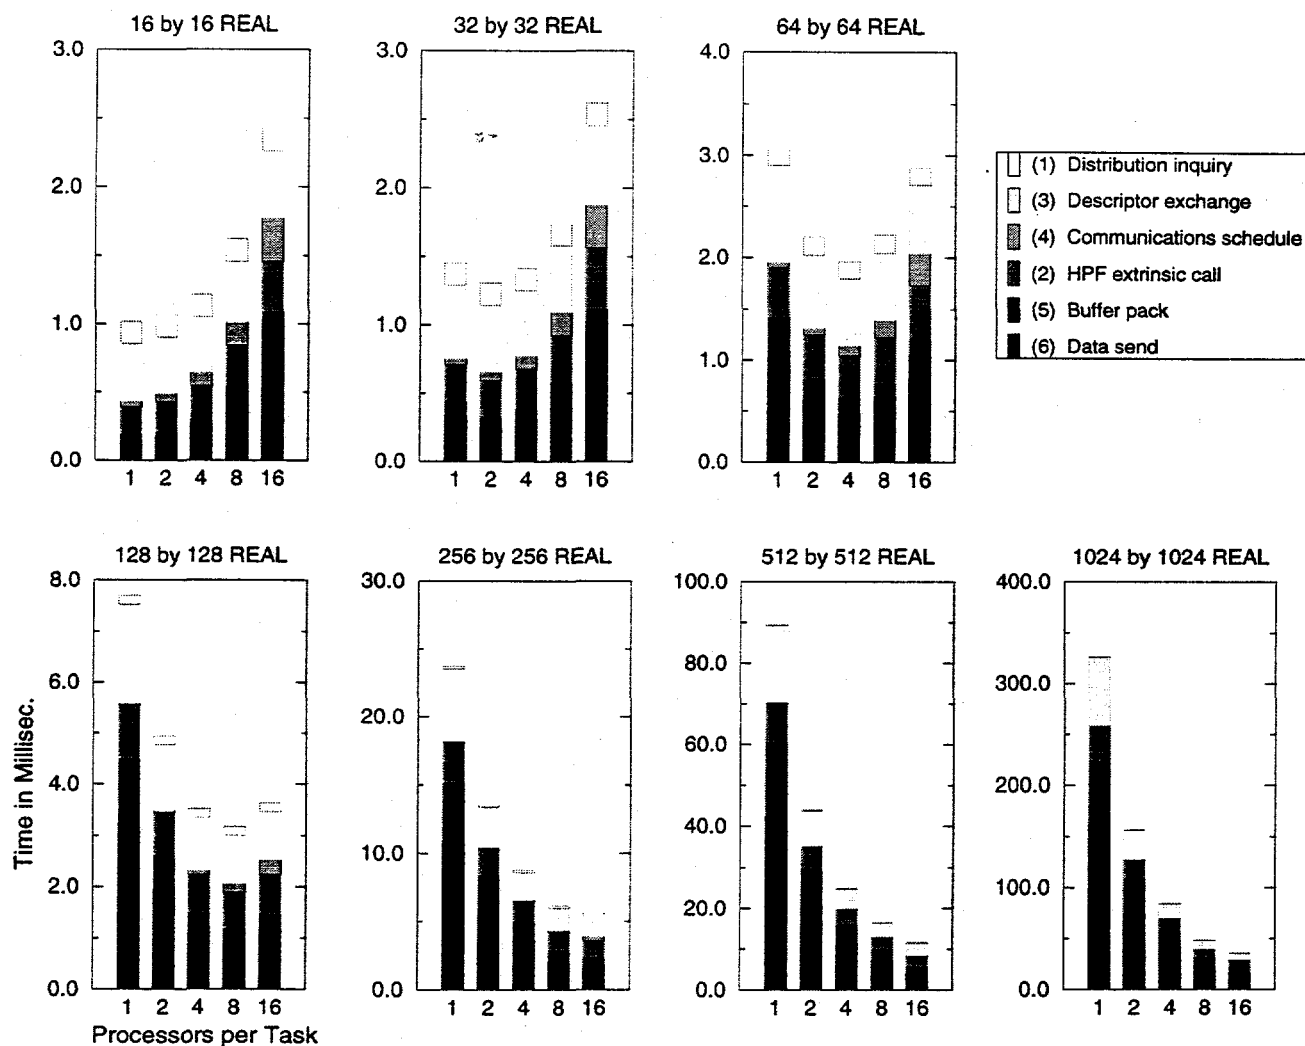 16 by 16 REAL
3.0
2.0
1.0
0.0
1 2 4 8 16
32 by 32 REAL
3.0
2.0
1.0
0.0
1 2 4 8 16
64 by 64 REAL
4.0
3.0
2.0
1.0
0.0
1 2 4 8 16
(1) Distribution inquiry
(3) Descriptor exchange
(4) Communications schedule
(2) HPF extrinsic call
(5) Buffer pack
(6) Data send
128 by 128 REAL
8.0
6.0
4.0
2.0
0.0
Time in Millisec.
1 2 4 8 16
Processors per Task
256 by 256 REAL
30.0
20.0
10.0
0.0
1 2 4 8 16
512 by 512 REAL
100.0
80.0
60.0
40.0
20.0
0.0
1 2 4 8 16
1024 by 1024 REAL
400.0
300.0
200.0
100.0
0.0
1 2 4 8 16